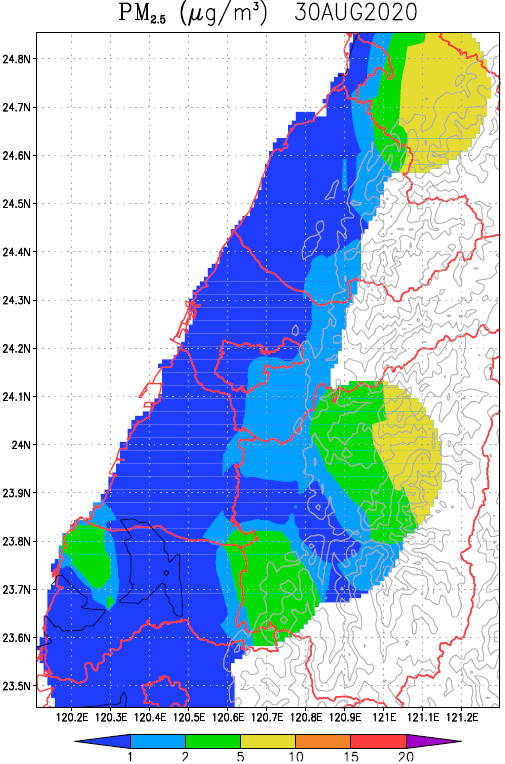 PM2.5 (μg/m³) 30AUG2020
24.8N
24.7N
24.6N
24.5N
24.4N
24.3N
24.2N
24.1N
24N
23.9N
23.8N
23.7N
23.6N
23.5N
120.2E 120.3E 120.4E 120.5E 120.6E 120.7E 120.8E 120.9E 121E 121.1E 121.2E
1 2 5 10 15 20